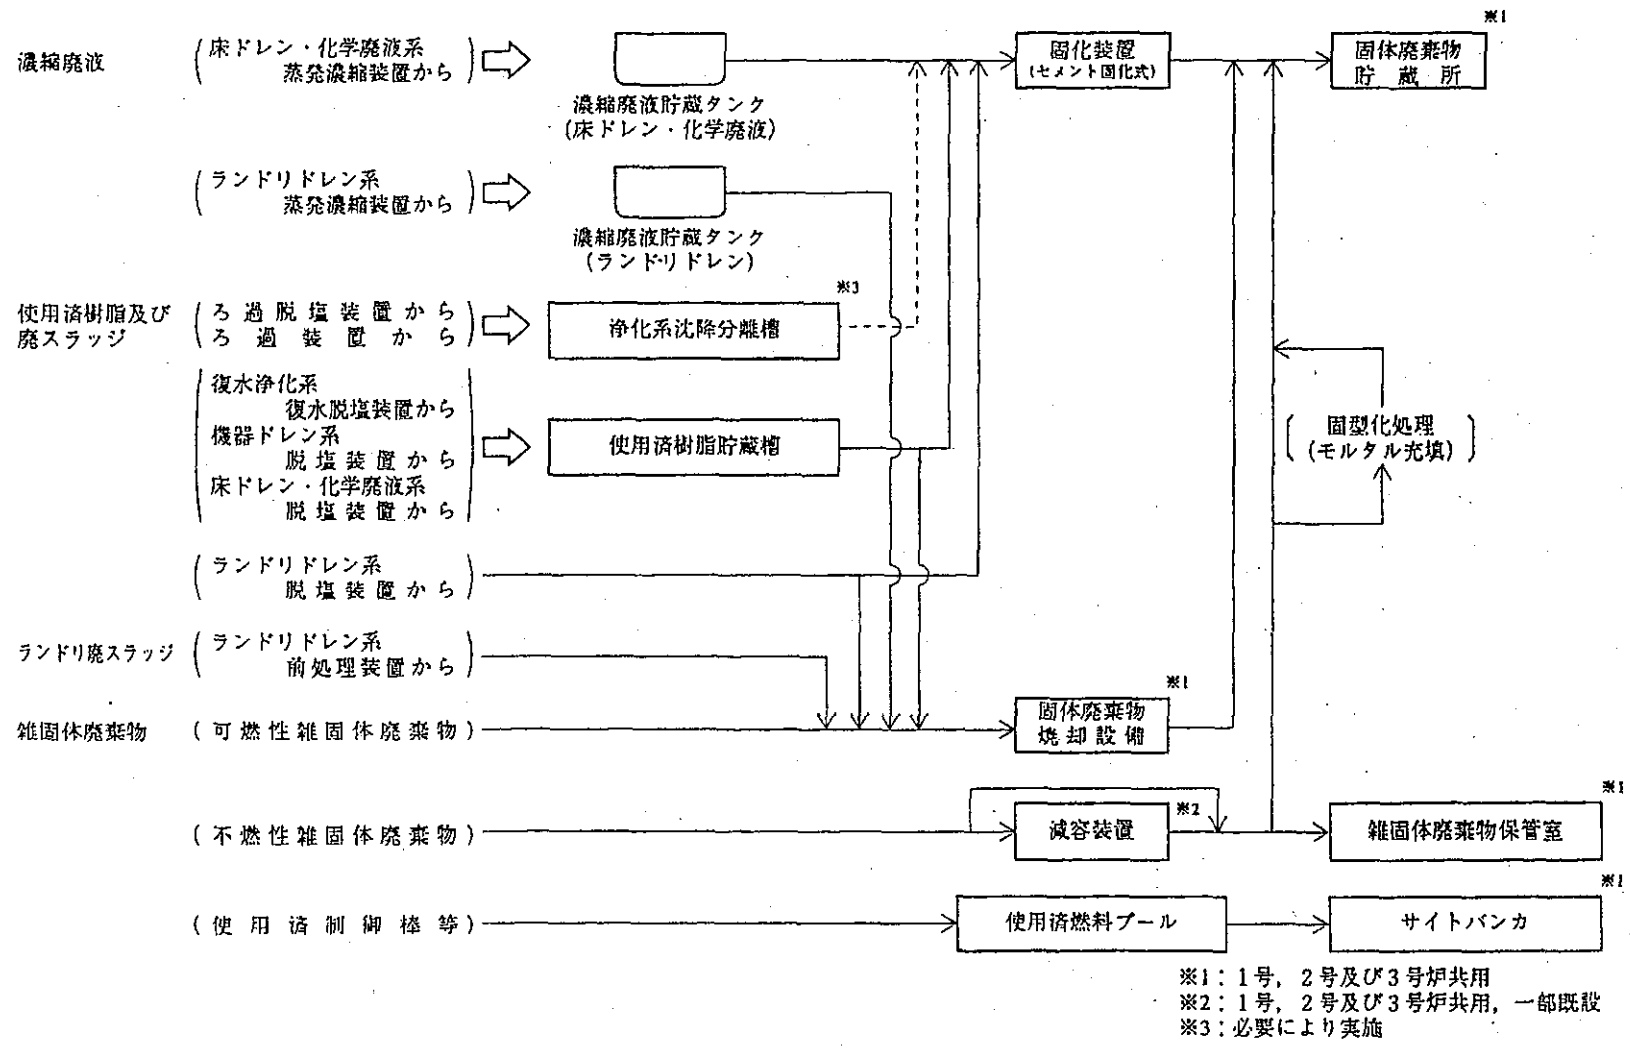 ※1
濃縮廃液
(床ドレン・化学廃液系
蒸発濃縮装置から)
固化装置
(セメント固化式)
固体廃棄物
貯蔵所
濃縮廃液貯蔵タンク
(床ドレン・化学廃液)
(ランドリドレン系
蒸発濃縮装置から)
濃縮廃液貯蔵タンク
(ランドリドレン)
使用済樹脂及び
廃スラッジ
(ろ過脱塩装置から)
(ろ過装置から)
※3
浄化系沈降分離槽
復水浄化系
復水脱塩装置から
機器ドレン系
脱塩装置から
床ドレン・化学廃液系
脱塩装置から
使用済樹脂貯蔵槽
固型化処理
(モルタル充填)
(ランドリドレン系
脱塩装置から)
ランドリ廃スラッジ
(ランドリドレン系
前処理装置から)
雑固体廃棄物
(可燃性雑固体廃棄物)
※1
固体廃棄物
焼却設備
(不燃性雑固体廃棄物)
※2
減容装置
※1
雑固体廃棄物保管室
(使用済制御棒等)
使用済燃料プール
※1
サイトバンカ
※1：1号，2号及び3号炉共用
※2：1号，2号及び3号炉共用，一部既設
※3：必要により実施